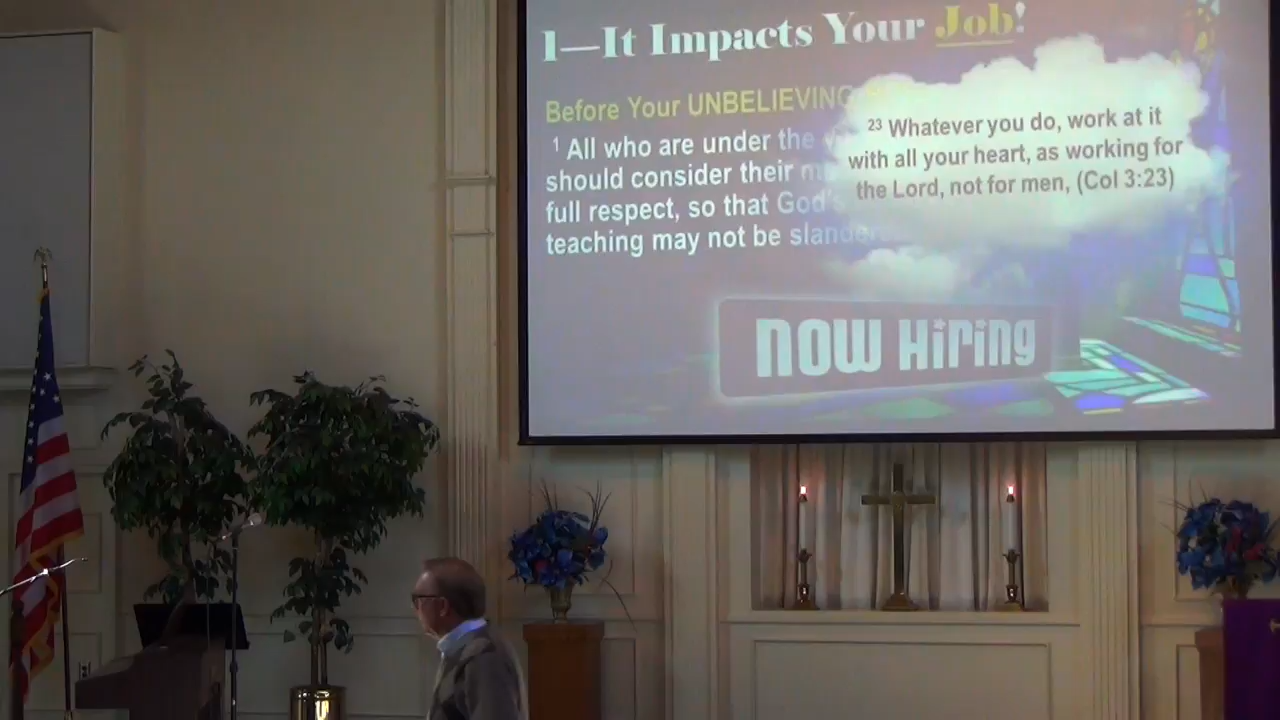 1—It Impacts Your Job!
Before Your UNBELIEVING
1 All who are under the
should consider their
full respect, so that God's
teaching may not be
23 Whatever you do, work at it
with all your heart, as working for
the Lord, not for men, (Col 3:23)
NOW HiRiNg